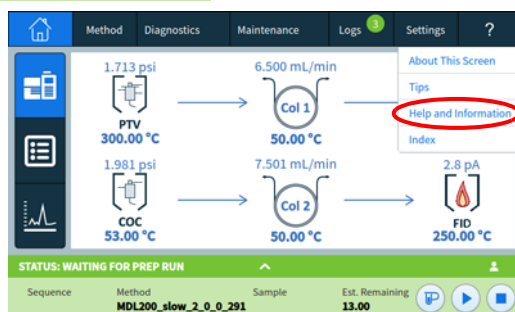 Method Diagnostics Maintenance Logs 3 Settings ?
About This Screen
Tips
Help and Information
Index
1.713 psi 6.500 mL/min
Col 1
PTV
300.00 °C 50.00 °C
1.981 psi 7.501 mL/min 2.8 pA
Col 2
COC FID
53.00 °C 50.00 °C 250.00 °C
STATUS: WAITING FOR PREP RUN
Sequence Method Sample Est. Remaining
MDL200_slow_2_0_0_291 13.00
P